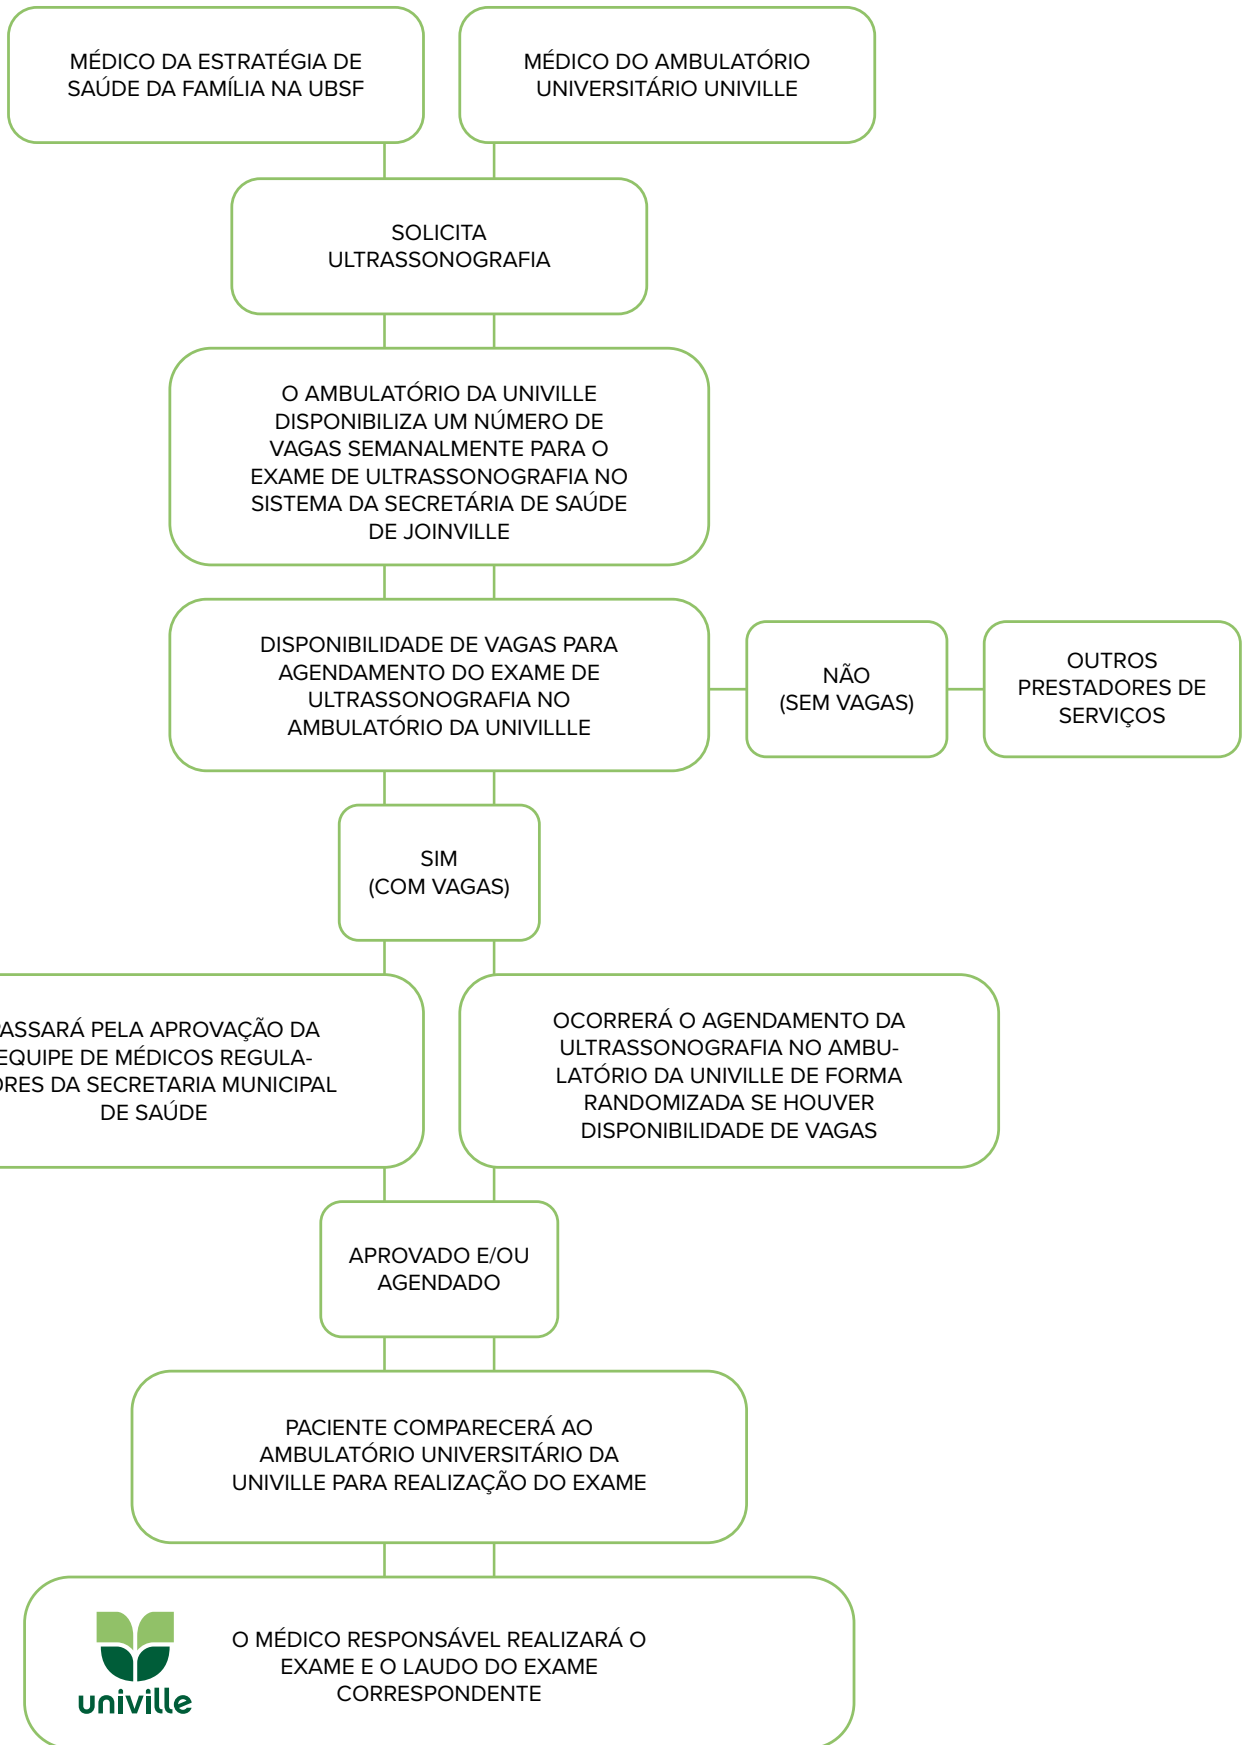 MÉDICO DA ESTRATÉGIA DE
SAÚDE DA FAMÍLIA NA UBSF
MÉDICO DO AMBULATÓRIO
UNIVERSITÁRIO UNIVILLE
SOLICITA
ULTRASSONOGRAFIA
O AMBULATÓRIO DA UNIVILLE
DISPONIBILIZA UM NÚMERO DE
VAGAS SEMANALMENTE PARA O
EXAME DE ULTRASSONOGRAFIA NO
SISTEMA DA SECRETÁRIA DE SAÚDE
DE JOINVILLE
DISPONIBILIDADE DE VAGAS PARA
AGENDAMENTO DO EXAME DE
ULTRASSONOGRAFIA NO
AMBULATÓRIO DA UNIVILLLE
NÃO
(SEM VAGAS)
OUTROS
PRESTADORES DE
SERVIÇOS
SIM
(COM VAGAS)
ASSARÁ PELA APROVAÇÃO DA
EQUIPE DE MÉDICOS REGULA-
ORES DA SECRETARIA MUNICIPAL
DE SAÚDE
OCORRERÁ O AGENDAMENTO DA
ULTRASSONOGRAFIA NO AMBU-
LATÓRIO DA UNIVILLE DE FORMA
RANDOMIZADA SE HOUVER
DISPONIBILIDADE DE VAGAS
APROVADO E/OU
AGENDADO
PACIENTE COMPARECERÁ AO
AMBULATÓRIO UNIVERSITÁRIO DA
UNIVILLE PARA REALIZAÇÃO DO EXAME
O MÉDICO RESPONSÁVEL REALIZARÁ O
EXAME E O LAUDO DO EXAME
CORRESPONDENTE
univille